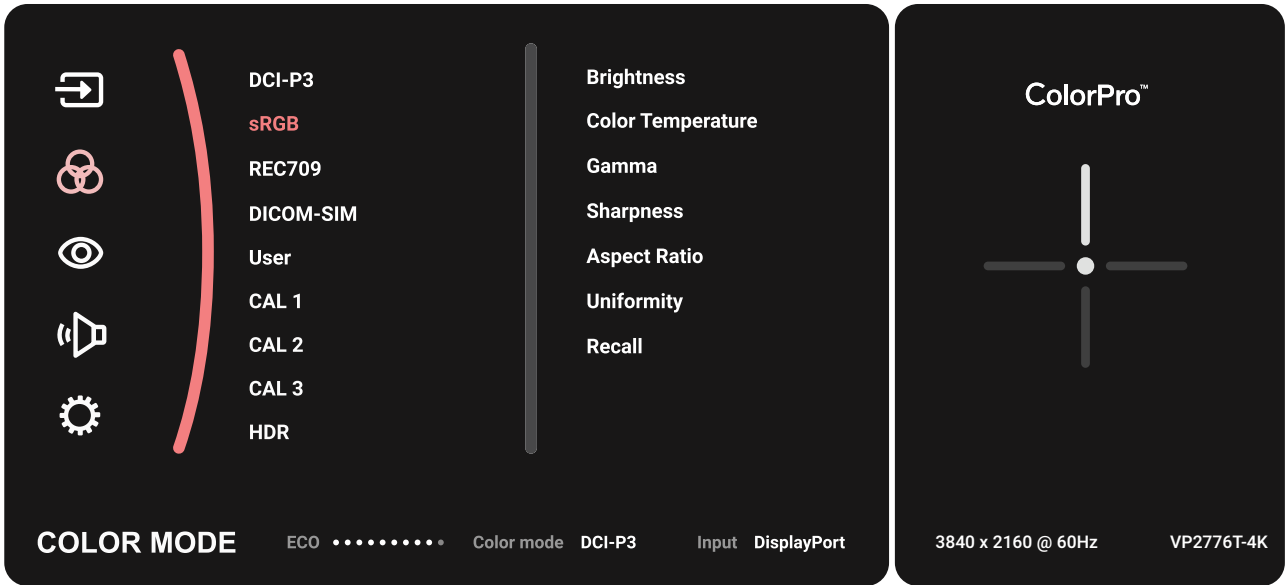 DCI-P3
sRGB
REC709
DICOM-SIM
User
CAL 1
CAL 2
CAL 3
HDR
Brightness
Color Temperature
Gamma
Sharpness
Aspect Ratio
Uniformity
Recall
COLOR MODE
ECO
Color mode DCI-P3
Input DisplayPort
ColorPro™
3840 x 2160 @ 60Hz
VP2776T-4K